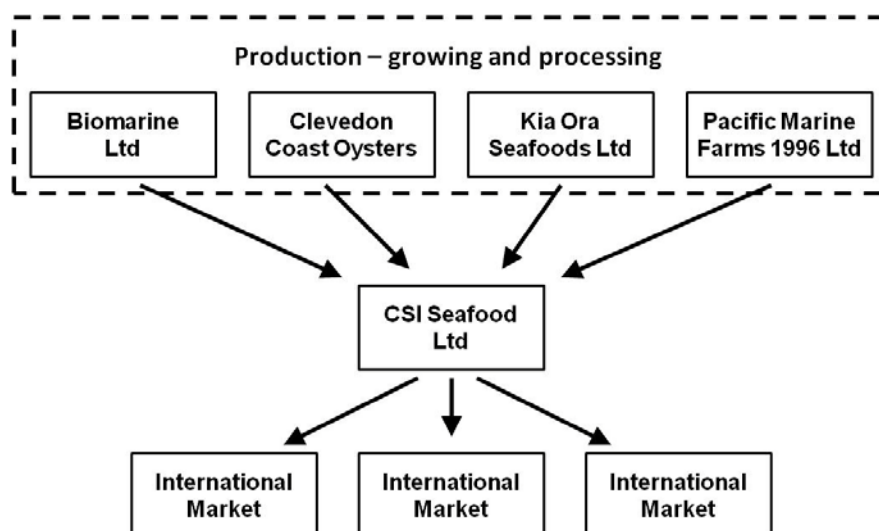 Production – growing and processing
Biomarine
Ltd
Clevedon
Coast Oysters
Kia Ora
Seafoods Ltd
Pacific Marine
Farms 1996 Ltd
CSI Seafood
Ltd
International
Market
International
Market
International
Market